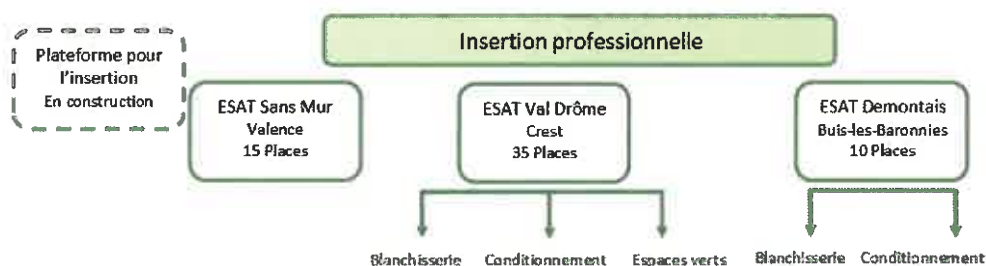 Plateforme pour
l'insertion
En construction
Insertion professionnelle
ESAT Sans Mur
Valence
15 Places
ESAT Val Drôme
Crest
35 Places
ESAT Demontais
Buis-les-Baronnies
10 Places
Blanchisserie
Conditionnement
Espaces verts
Blanchisserie
Conditionnement